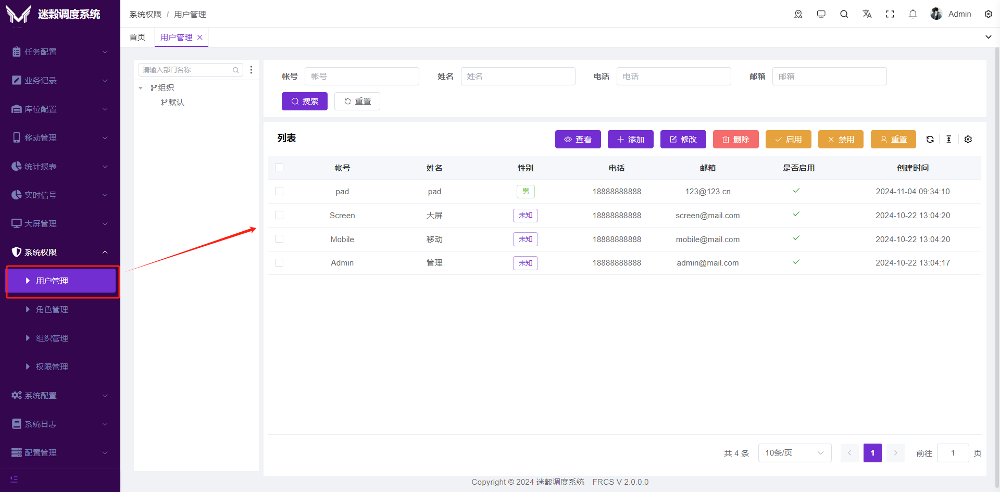 迷榖调度系统
任务配置
业务记录
库位配置
移动管理
统计报表
实时信号
大屏管理
系统权限
用户管理
角色管理
组织管理
权限管理
系统配置
系统日志
配置管理
系统权限 / 用户管理
Admin
首页 用户管理
请输入部门名称
组织
默认
帐号 帐号 姓名 姓名 电话 电话 邮箱 邮箱
搜索 重置
列表 查看 添加 修改 删除 启用 禁用 重置
帐号 姓名 性别 电话 邮箱 是否启用 创建时间
pad pad 男 18888888888 123@123.cn 2024-11-04 09:34:10
Screen 大屏 未知 18888888888 screen@mail.com 2024-10-22 13:04:20
Mobile 移动 未知 18888888888 mobile@mail.com 2024-10-22 13:04:20
Admin 管理 未知 18888888888 admin@mail.com 2024-10-22 13:04:17
共 4 条 10条/页 1 前往 1 页
Copyright © 2024 迷榖调度系统 FRCS V 2.0.0.0